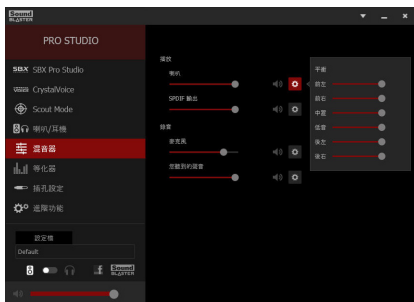 Sound
BLASTER
PRO STUDIO
SBX SBX Pro Studio
CrystalVoice
Scout Mode
喇叭/耳機
混音器
等化器
插孔設定
進階功能
設定檔
Default
Sound
BLASTER
播放
喇叭
SPDIF 輸出
錄音
麥克風
您聽到的聲音
平衡
前左
前右
中置
低音
後左
後右